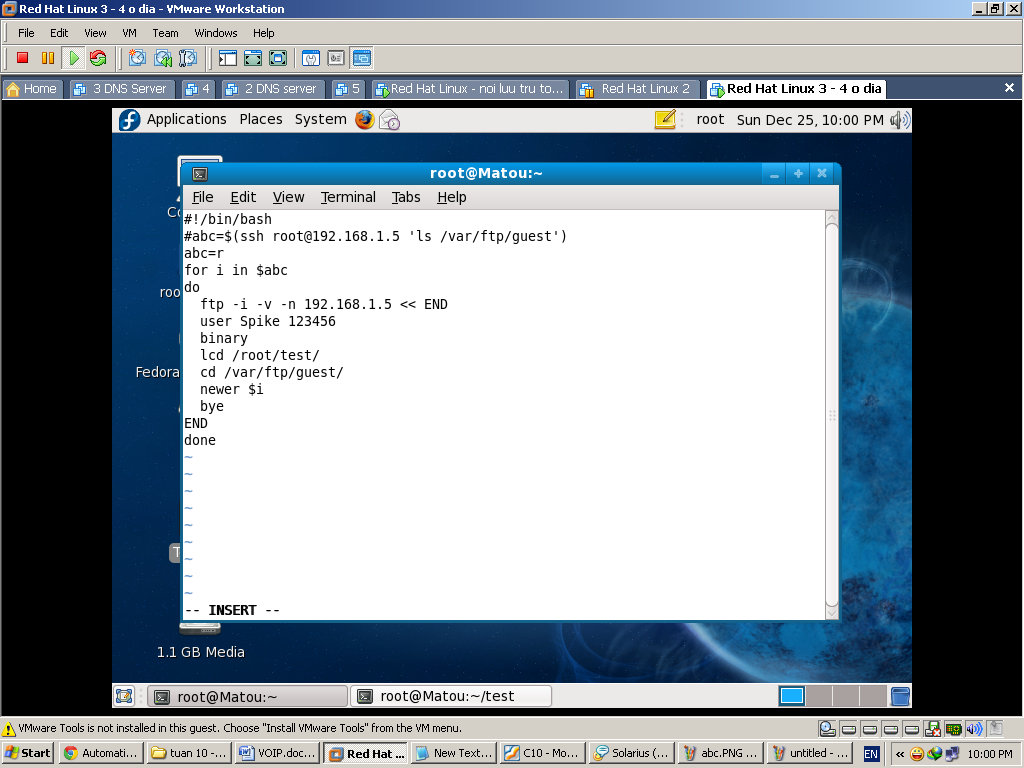 Red Hat Linux 3 - 4 o dia - VMware Workstation
File Edit View VM Team Windows Help
Home 3 DNS Server 4 2 DNS server 5 Red Hat Linux - noi luu tru to... Red Hat Linux 2 Red Hat Linux 3 - 4 o dia
Applications Places System root Sun Dec 25, 10:00 PM
root@Matou:~
File Edit View Terminal Tabs Help
#!/bin/bash
#abc=$(ssh root@192.168.1.5 'ls /var/ftp/guest')
abc=r
for i in $abc
do
  ftp -i -v -n 192.168.1.5 << END
  user Spike 123456
  binary
  lcd /root/test/
  cd /var/ftp/guest/
  newer $i
  bye
END
done
~
~
~
~
~
~
~
~
~
-- INSERT --
Co
roo
Fedora
T
1.1 GB Media
root@Matou:~ root@Matou:~/test
VMware Tools is not installed in this guest. Choose "Install VMware Tools" from the VM menu.
Start Automati... tuan 10 -... VOIP.doc... Red Hat ... New Text... C10 - Mo... Solarius (... abc.PNG ... untitled - ... EN « 10:00 PM